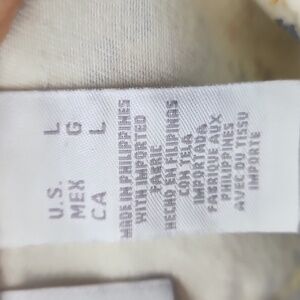 U.S. L
MEX G
CA L
MADE IN PHILIPPINES
WITH IMPORTED
FABRIC
HECHO EN FILIPINAS
CON TELA
IMPORTADA
FABRIQUE AUX
PHILIPPINES
AVEC DU TISSU
IMPORTE